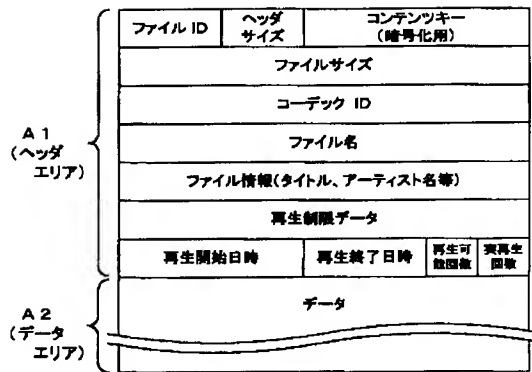 ファイル ID
ヘッダ
サイズ
コンテンツキー
(暗号化用)
ファイルサイズ
コーデック ID
ファイル名
ファイル情報(タイトル、アーティスト名等)
再生制限データ
再生開始日時
再生終了日時
再生可
能回数
実再生
回数
A 1
(ヘッダ
エリア)
データ
A 2
(データ
エリア)